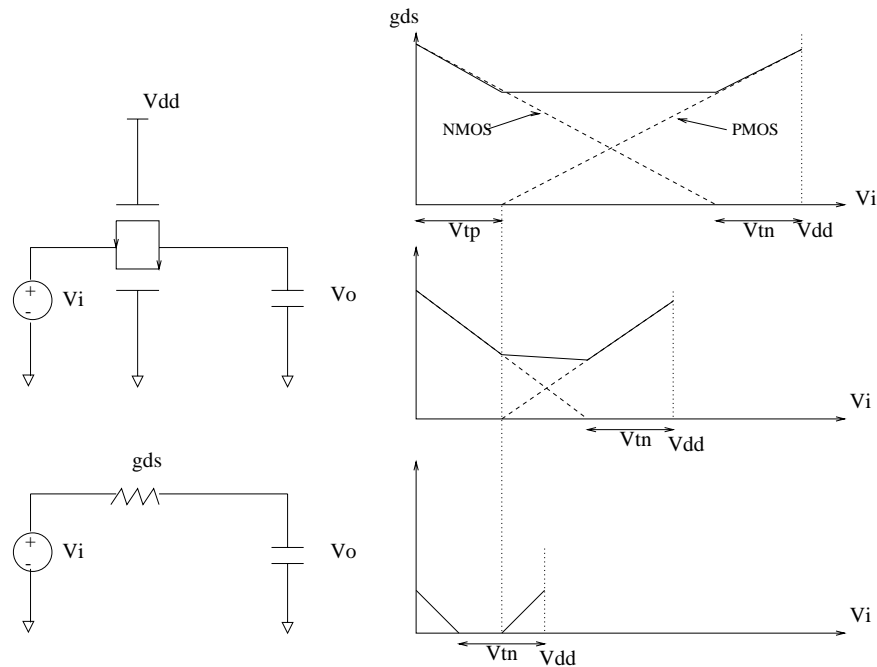 gds
Vdd
NMOS
PMOS
Vi
Vtp
Vtn
Vdd
+
-
Vi
Vo
Vi
Vtn
Vdd
gds
+
-
Vi
Vo
Vi
Vtn
Vdd